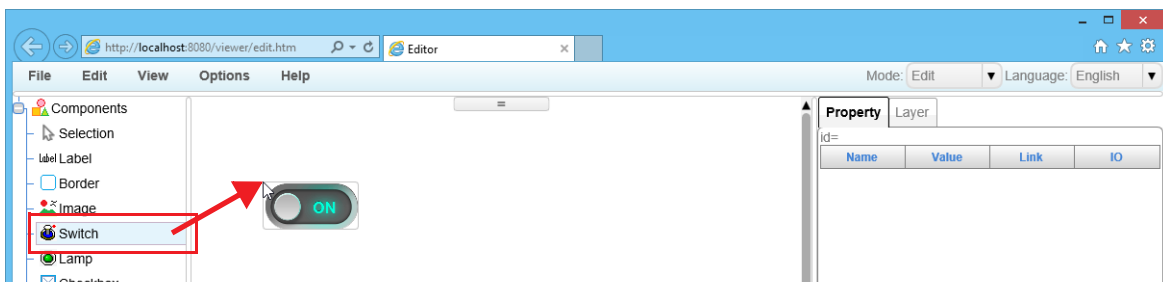 http://localhost:8080/viewer/edit.htm
Editor
File Edit View Options Help
Mode: Edit Language: English
Components
Selection
Label Label
Border
Image
Switch
Lamp
Checkbox
ON
=
Property Layer
id=
Name Value Link IO